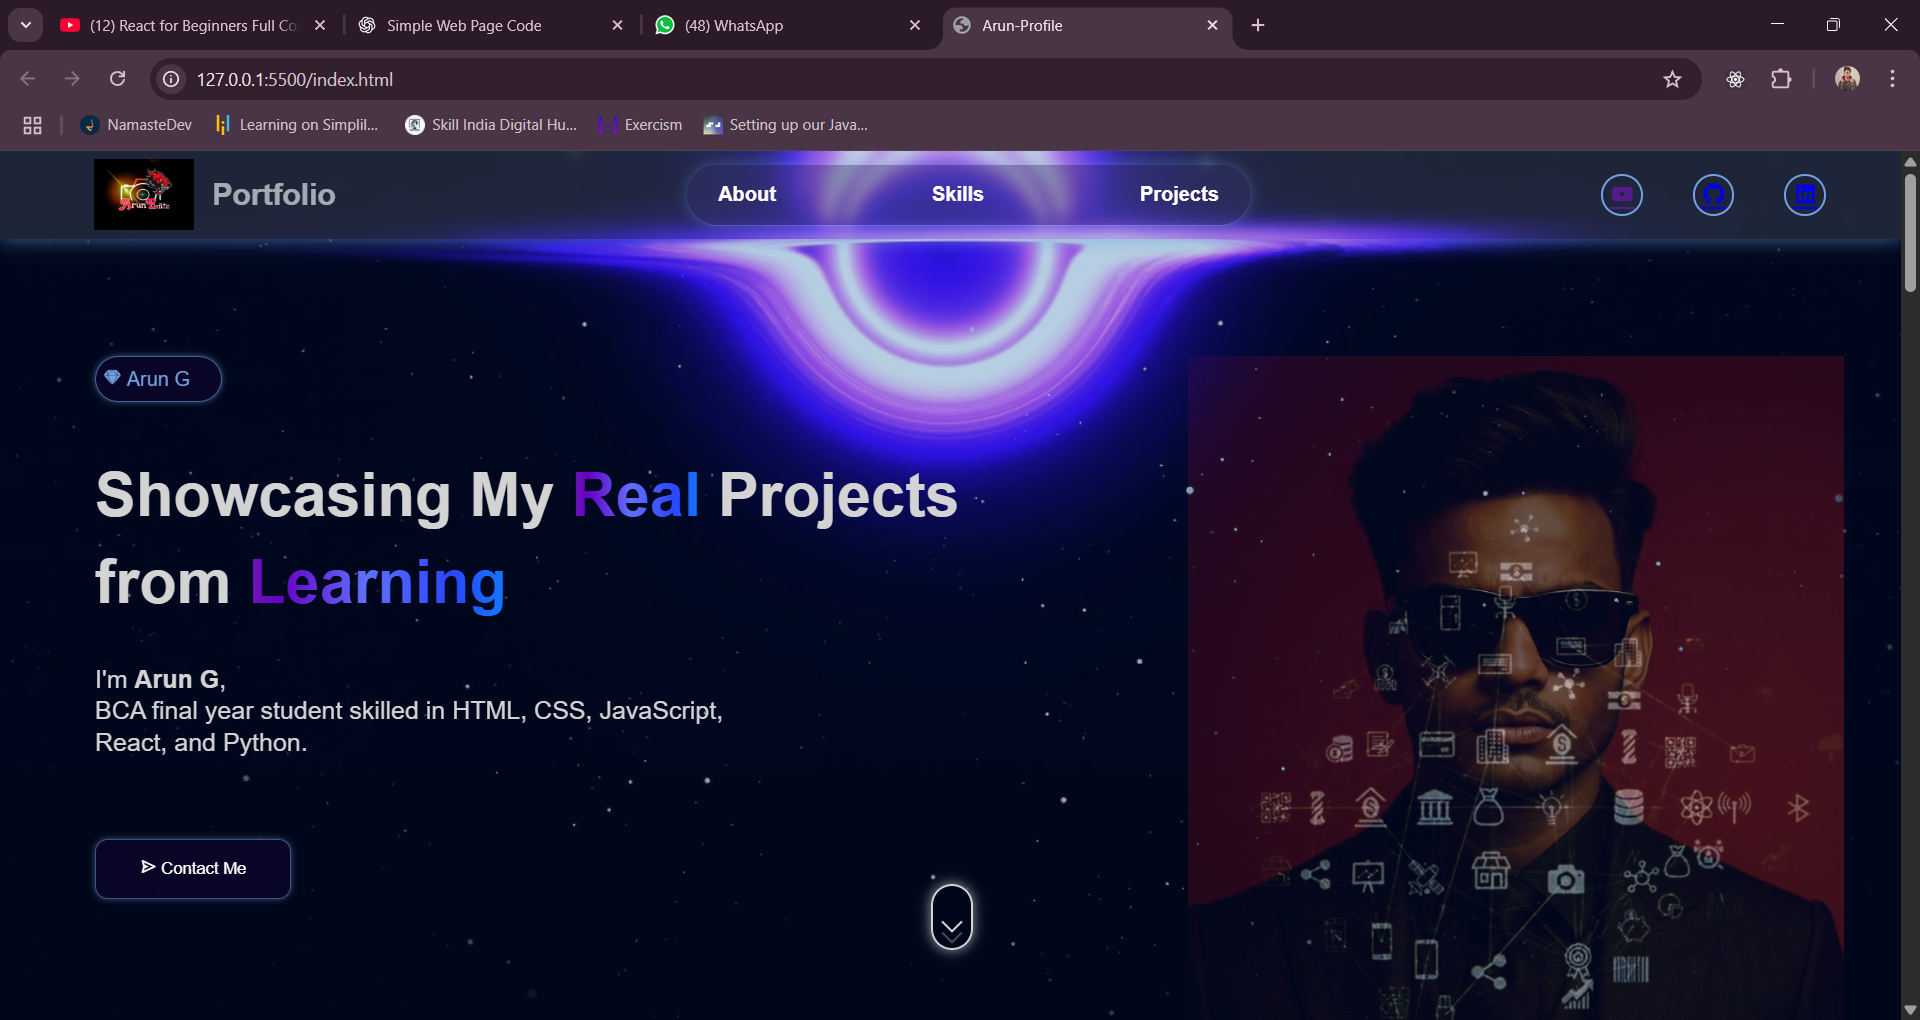 (12) React for Beginners Full Co
Simple Web Page Code
(48) WhatsApp
Arun-Profile
127.0.0.1:5500/index.html
NamasteDev
Learning on Simplil...
Skill India Digital Hu...
Exercism
Setting up our Java...
Arun Edits
Portfolio
About
Skills
Projects
Arun G
Showcasing My Real Projects
from Learning
I'm Arun G,
BCA final year student skilled in HTML, CSS, JavaScript,
React, and Python.
Contact Me